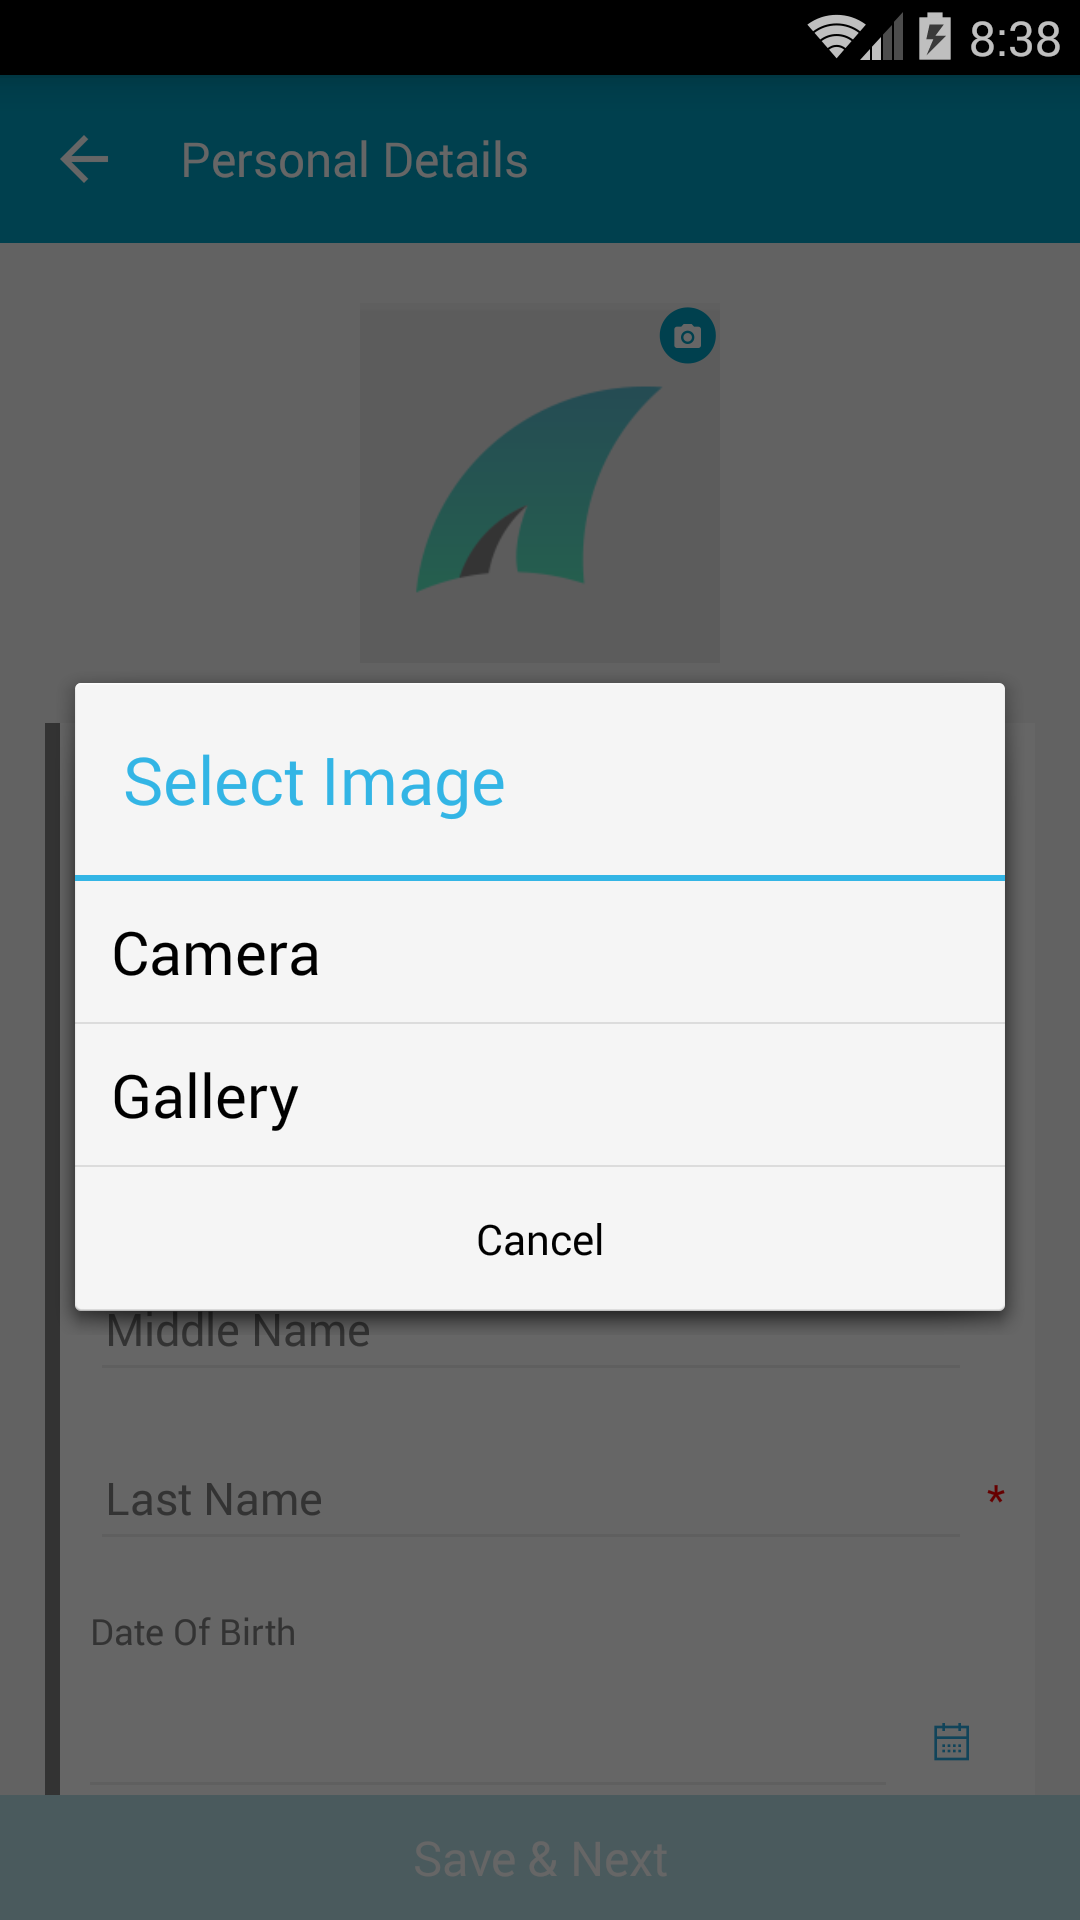 8:38
Personal Details
Select Image
Camera
Gallery
Cancel
Middle Name
Last Name *
Date Of Birth
Save & Next